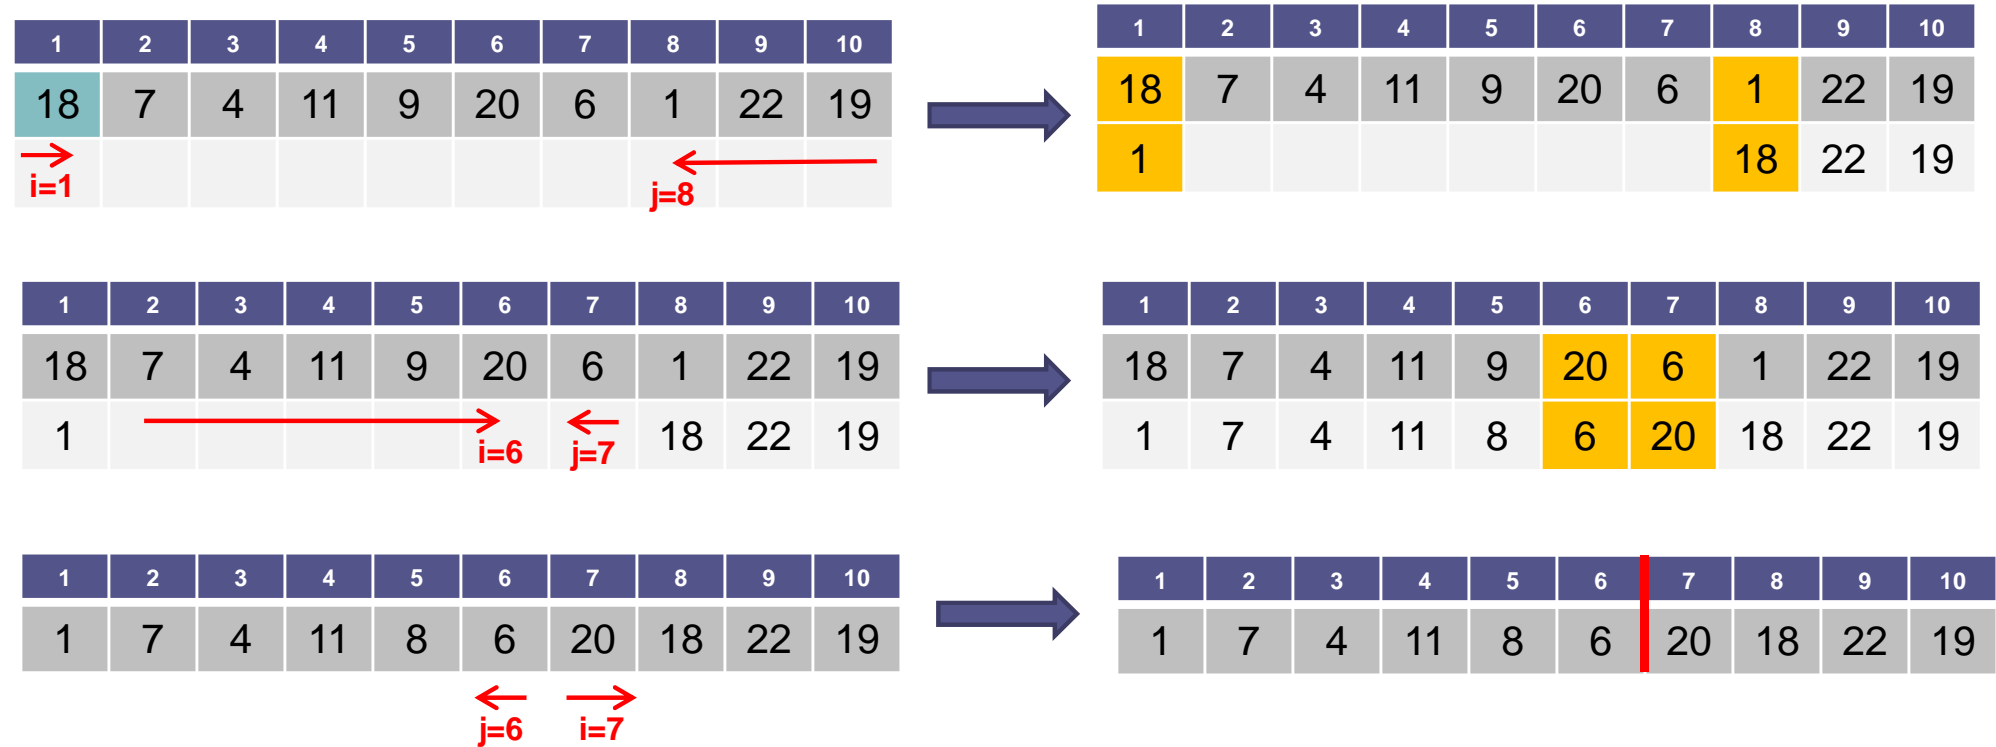 1 2 3 4 5 6 7 8 9 10
18 7 4 11 9 20 6 1 22 19
i=1 j=8
1 2 3 4 5 6 7 8 9 10
18 7 4 11 9 20 6 1 22 19
1 18 22 19
1 2 3 4 5 6 7 8 9 10
18 7 4 11 9 20 6 1 22 19
1 18 22 19
i=6 j=7
1 2 3 4 5 6 7 8 9 10
18 7 4 11 9 20 6 1 22 19
1 7 4 11 8 6 20 18 22 19
1 2 3 4 5 6 7 8 9 10
1 7 4 11 8 6 20 18 22 19
j=6 i=7
1 2 3 4 5 6 7 8 9 10
1 7 4 11 8 6 20 18 22 19